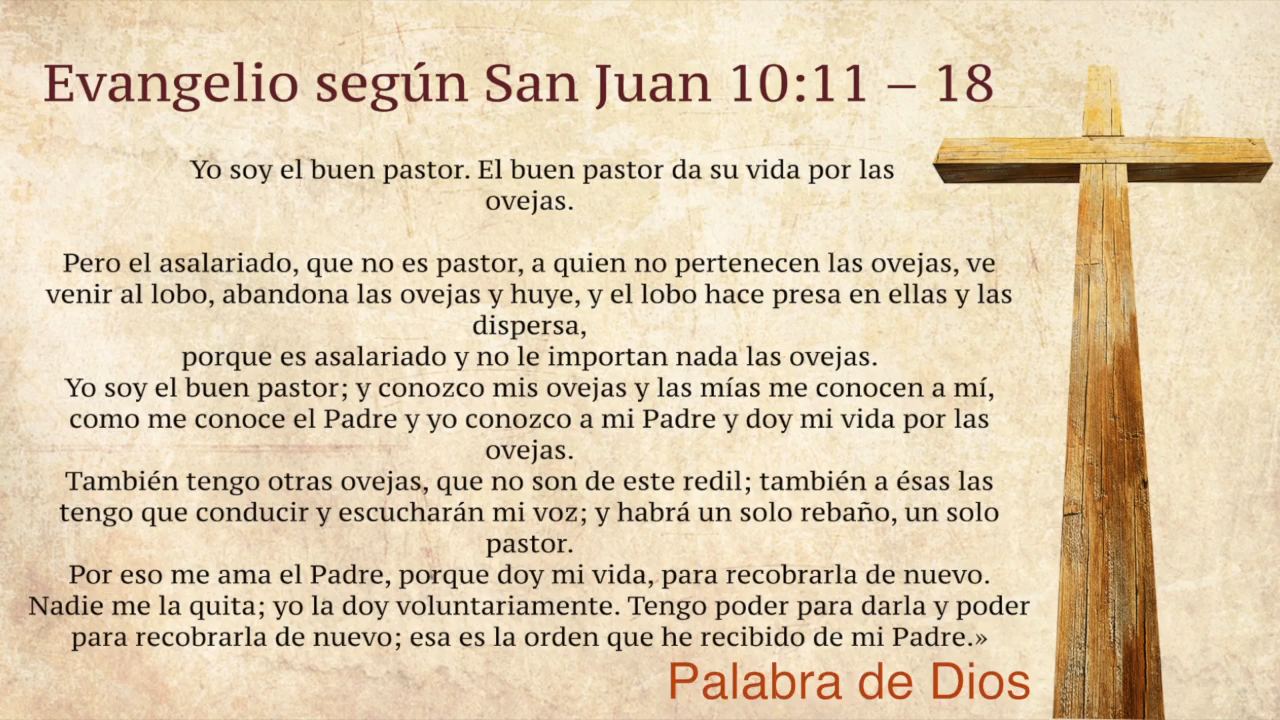 Evangelio según San Juan 10:11 – 18
Yo soy el buen pastor. El buen pastor da su vida por las
ovejas.
Pero el asalariado, que no es pastor, a quien no pertenecen las ovejas, ve
venir al lobo, abandona las ovejas y huye, y el lobo hace presa en ellas y las
dispersa,
porque es asalariado y no le importan nada las ovejas.
Yo soy el buen pastor; y conozco mis ovejas y las mías me conocen a mí,
como me conoce el Padre y yo conozco a mi Padre y doy mi vida por las
ovejas.
También tengo otras ovejas, que no son de este redil; también a ésas las
tengo que conducir y escucharán mi voz; y habrá un solo rebaño, un solo
pastor.
Por eso me ama el Padre, porque doy mi vida, para recobrarla de nuevo.
Nadie me la quita; yo la doy voluntariamente. Tengo poder para darla y poder
para recobrarla de nuevo; esa es la orden que he recibido de mi Padre.»
Palabra de Dios